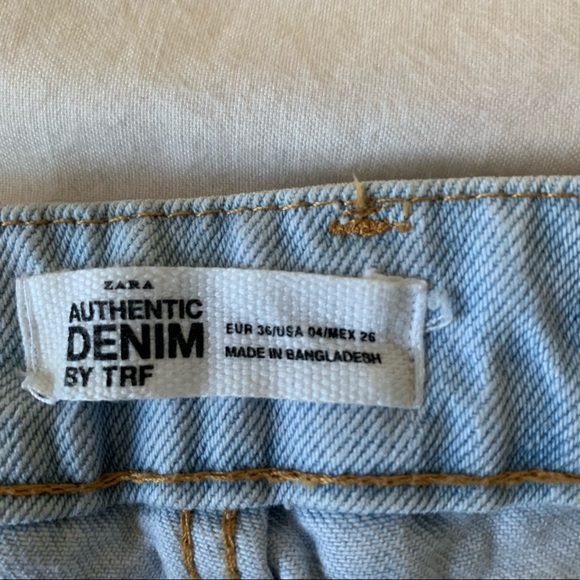 ZARA
AUTHENTIC
DENIM
BY TRF
EUR 36/USA 04/MEX 26
MADE IN BANGLADESH